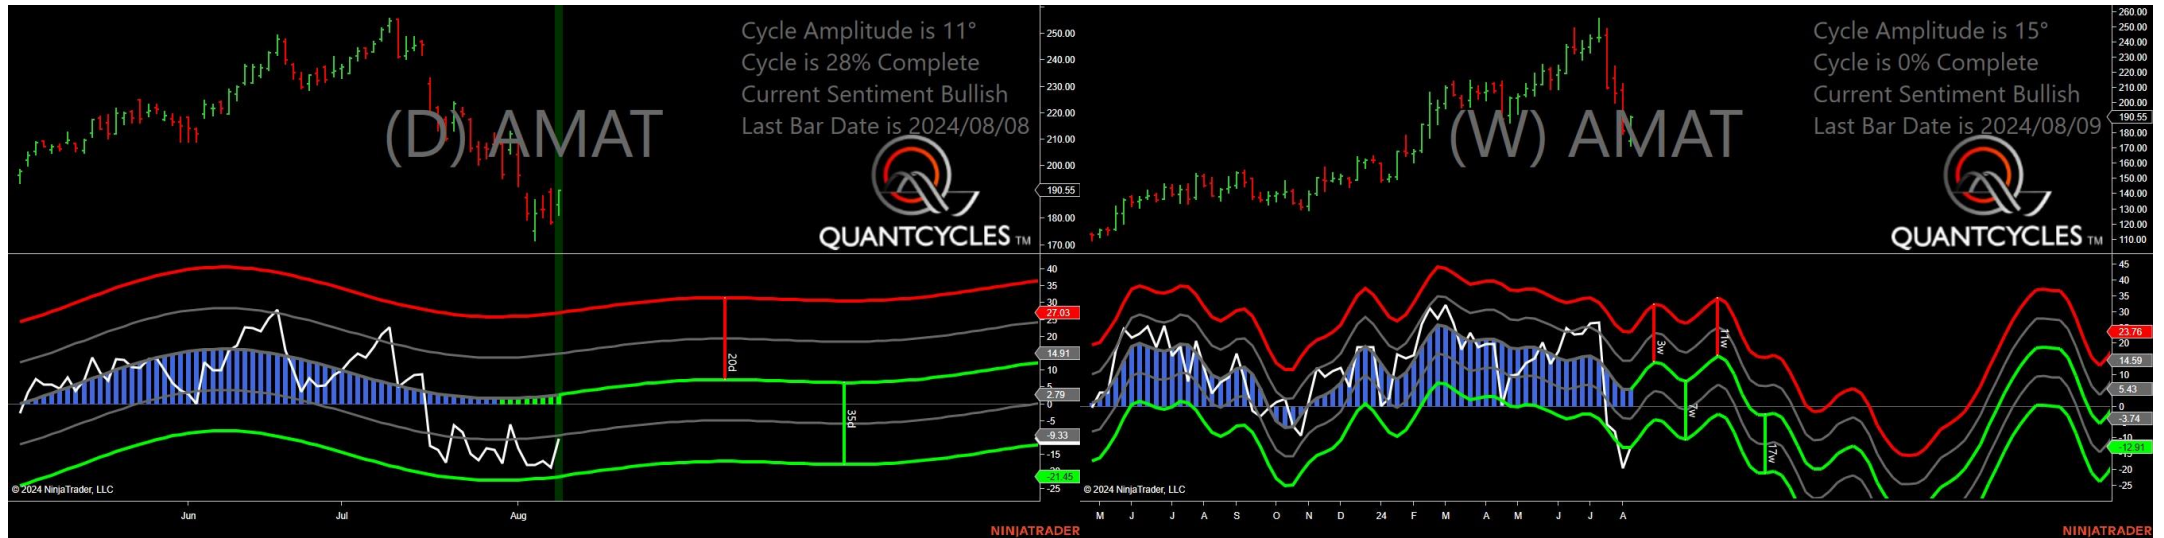 Cycle Amplitude is 11°
Cycle is 28% Complete
Current Sentiment Bullish
Last Bar Date is 2024/08/08
(D) AMAT
QUANTCYCLES TM
250.00
240.00
230.00
220.00
210.00
200.00
190.55
180.00
170.00
40
35
30
27.03
25
20
14.91
10
5
2.79
0
-5
-9.33
-15
-21.45
-25
20d
35d
© 2024 NinjaTrader, LLC
Jun
Jul
Aug
NINJATRADER
Cycle Amplitude is 15°
Cycle is 0% Complete
Current Sentiment Bullish
Last Bar Date is 2024/08/09
(W) AMAT
QUANTCYCLES TM
260.00
250.00
240.00
230.00
220.00
210.00
200.00
190.55
180.00
170.00
160.00
150.00
140.00
130.00
120.00
110.00
45
40
35
30
23.76
20
14.59
10
5.43
0
-3.74
-10
-12.91
-15
-20
-25
3w
11w
7w
17w
© 2024 NinjaTrader, LLC
M J J A S O N D 24 F M A M J J A
NINJATRADER